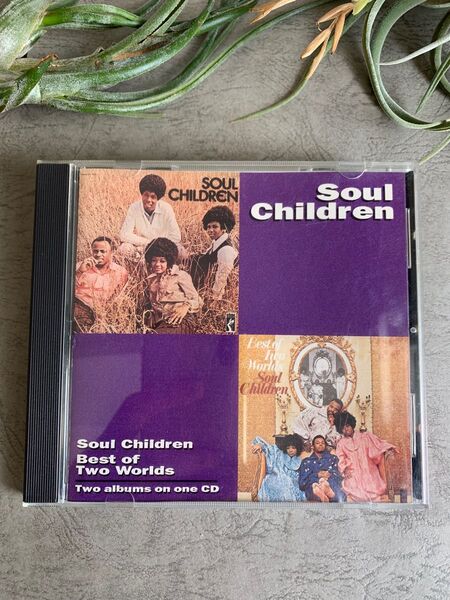 SOUL
CHILDREN
Soul
Children
Best of
Two
Worlds
Soul
Children
Soul Children
Best of
Two Worlds
Two albums on one CD